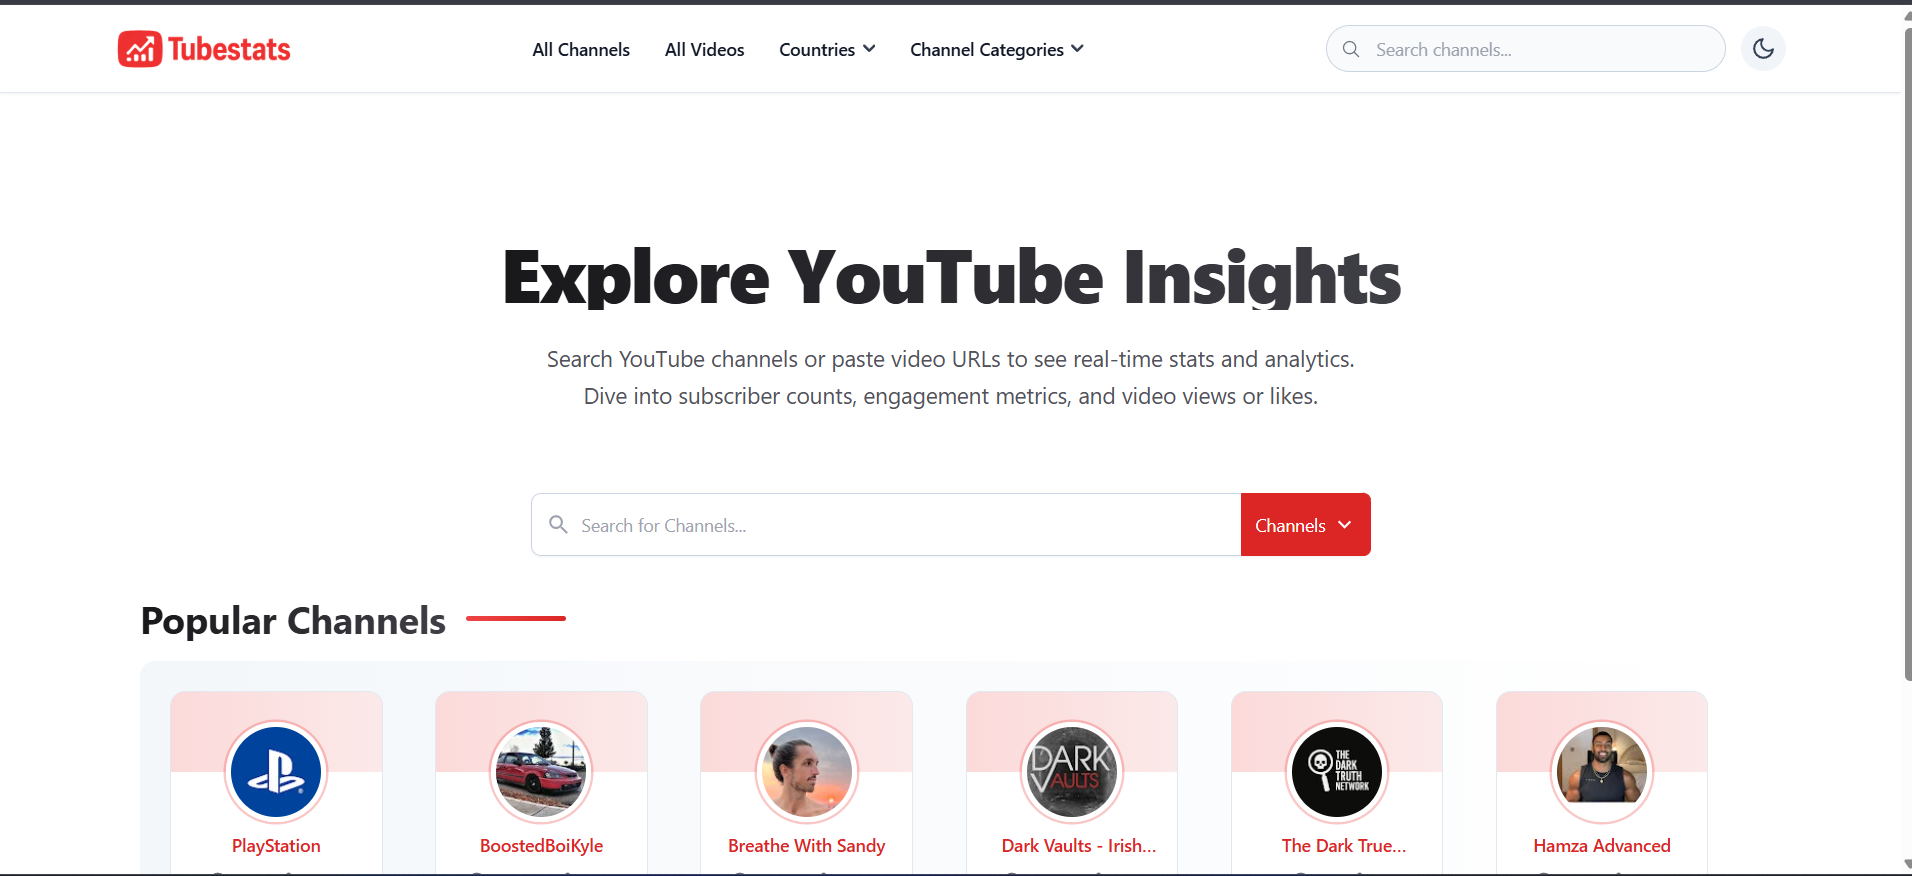 Tubestats
All Channels
All Videos
Countries
Channel Categories
Search channels...
Explore YouTube Insights
Search YouTube channels or paste video URLs to see real-time stats and analytics.
Dive into subscriber counts, engagement metrics, and video views or likes.
Search for Channels...
Channels
Popular Channels
DARK
VAULTS
THE
DARK
TRUTH
NETWORK
PlayStation
BoostedBoiKyle
Breathe With Sandy
Dark Vaults - Irish...
The Dark True...
Hamza Advanced